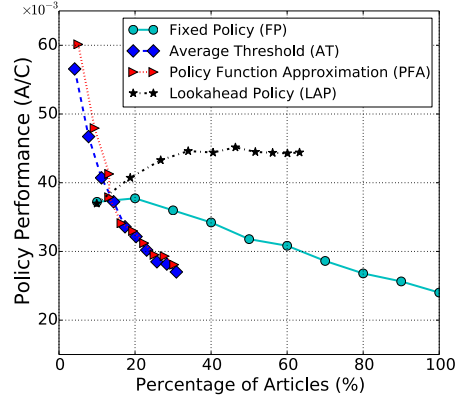 ×10⁻³
60
50
40
30
20
Policy Performance (A/C)
Fixed Policy (FP)
Average Threshold (AT)
Policy Function Approximation (PFA)
Lookahead Policy (LAP)
0 20 40 60 80 100
Percentage of Articles (%)